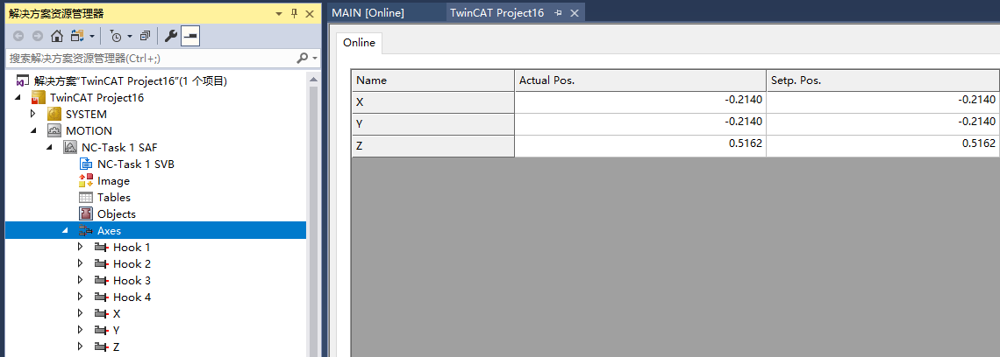 解决方案资源管理器
搜索解决方案资源管理器(Ctrl+;)
解决方案"TwinCAT Project16"(1 个项目)
TwinCAT Project16
SYSTEM
MOTION
NC-Task 1 SAF
NC-Task 1 SVB
Image
Tables
Objects
Axes
Hook 1
Hook 2
Hook 3
Hook 4
X
Y
Z
MAIN [Online]
TwinCAT Project16
Online
Name Actual Pos. Setp. Pos.
X -0.2140 -0.2140
Y -0.2140 -0.2140
Z 0.5162 0.5162